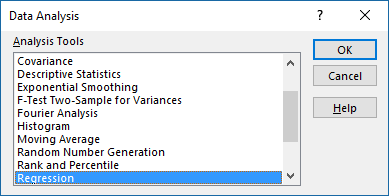 Data Analysis
?
Analysis Tools
Covariance
Descriptive Statistics
Exponential Smoothing
F-Test Two-Sample for Variances
Fourier Analysis
Histogram
Moving Average
Random Number Generation
Rank and Percentile
Regression
OK
Cancel
Help